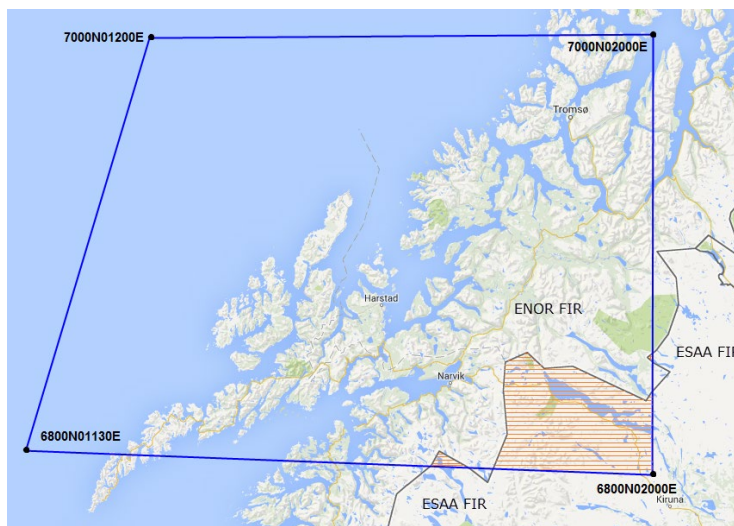 7000N01200E
7000N02000E
Tromsø
Harstad
ENOR FIR
ESAA FIR
Narvik
6800N01130E
6800N02000E
Kiruna
ESAA FIR